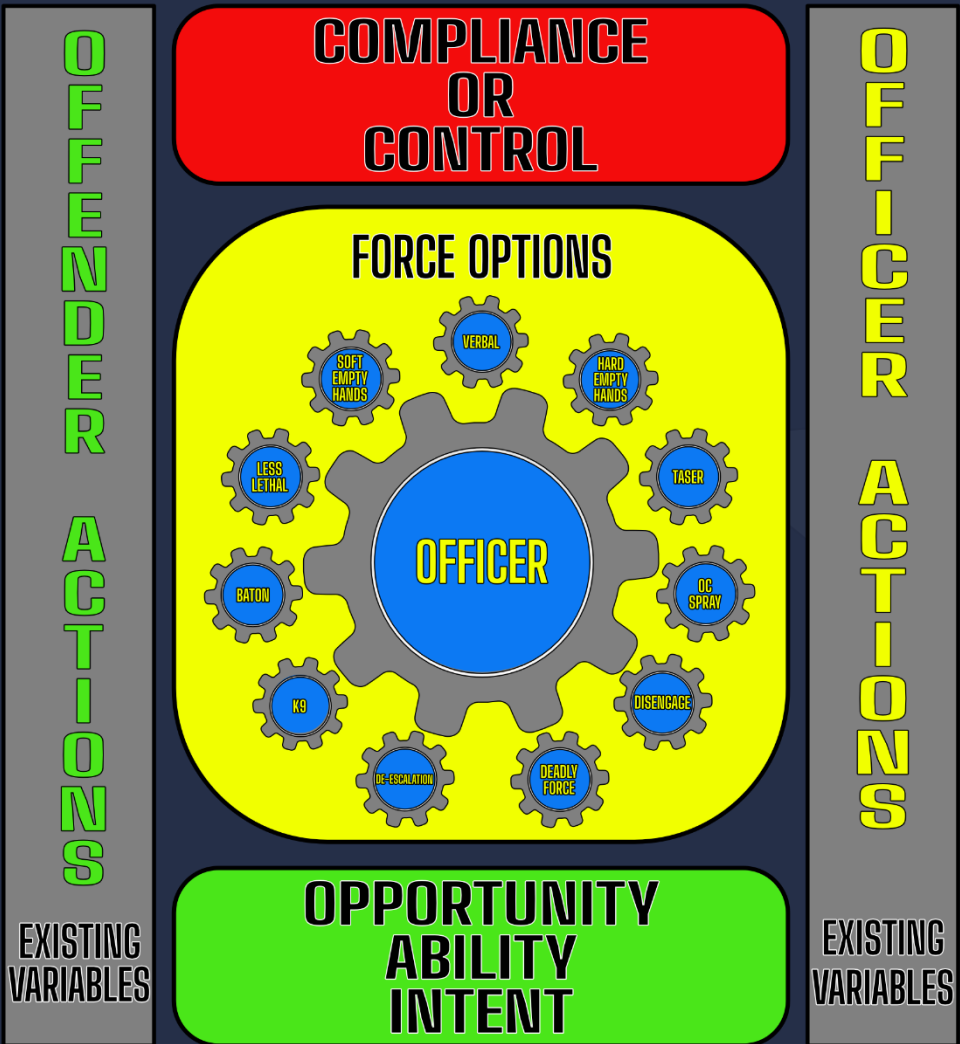 OFFENDER ACTIONS
EXISTING
VARIABLES
COMPLIANCE
OR
CONTROL
FORCE OPTIONS
VERBAL
SOFT
EMPTY
HANDS
HARD
EMPTY
HANDS
LESS
LETHAL
TASER
OFFICER
BATON
OC
SPRAY
K9
DISENGAGE
DE-ESCALATION
DEADLY
FORCE
OPPORTUNITY
ABILITY
INTENT
OFFICER ACTIONS
EXISTING
VARIABLES